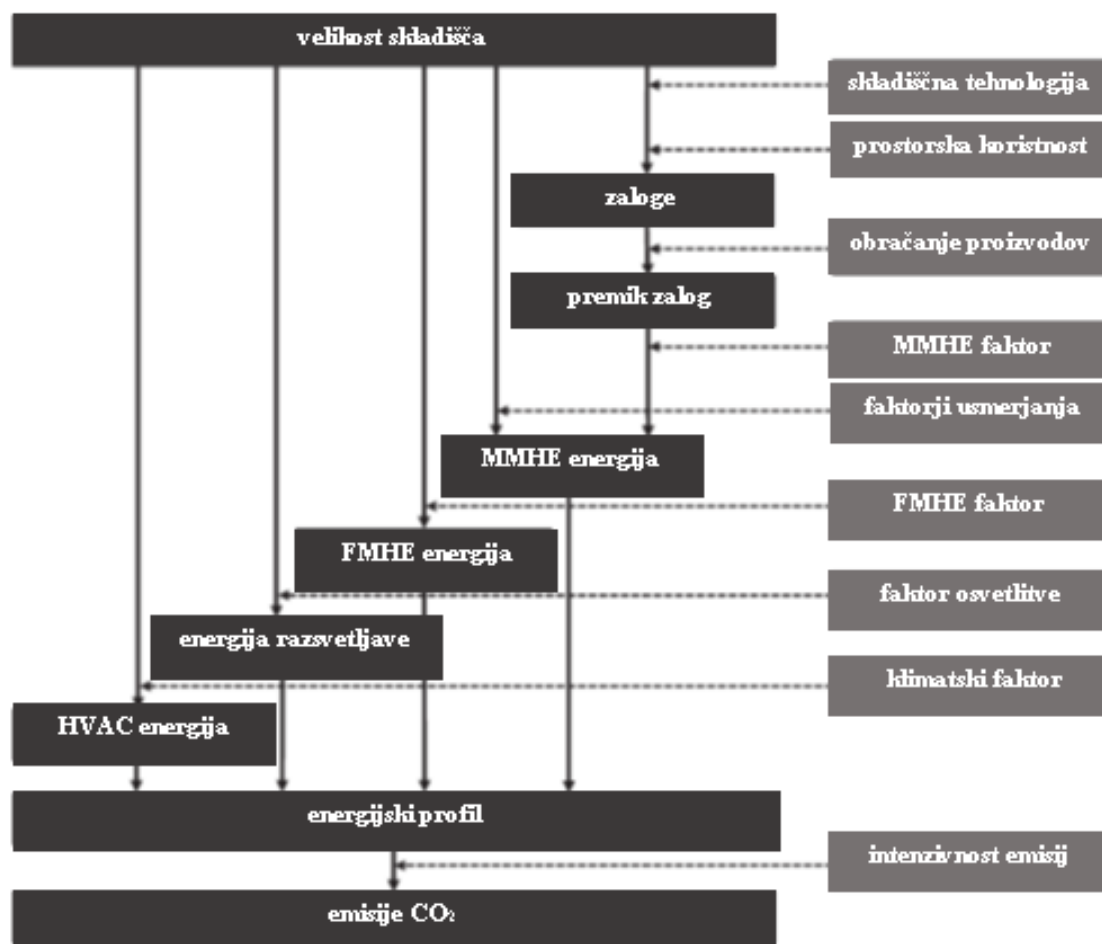 velikost skladišča
skladiščna tehnologija
prostorska koristnost
zaloge
obračanje proizvodov
premik zalog
MMHE faktor
faktorji usmerjanja
MMHE energija
FMHE faktor
FMHE energija
faktor osvetlitve
energija razsvetljave
klimatski faktor
HVAC energija
energijski profil
intenzivnost emisij
emisije CO₂